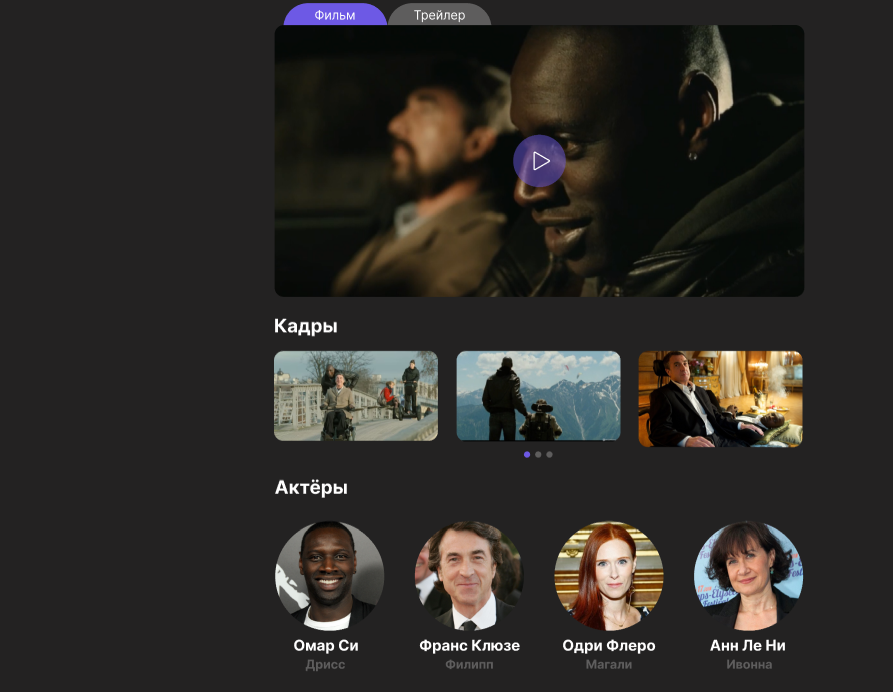 Фильм Трейлер
Кадры
Актёры
Омар Си Франс Клюзе Одри Флеро Анн Ле Ни
Дрисс Филипп Магали Ивонна